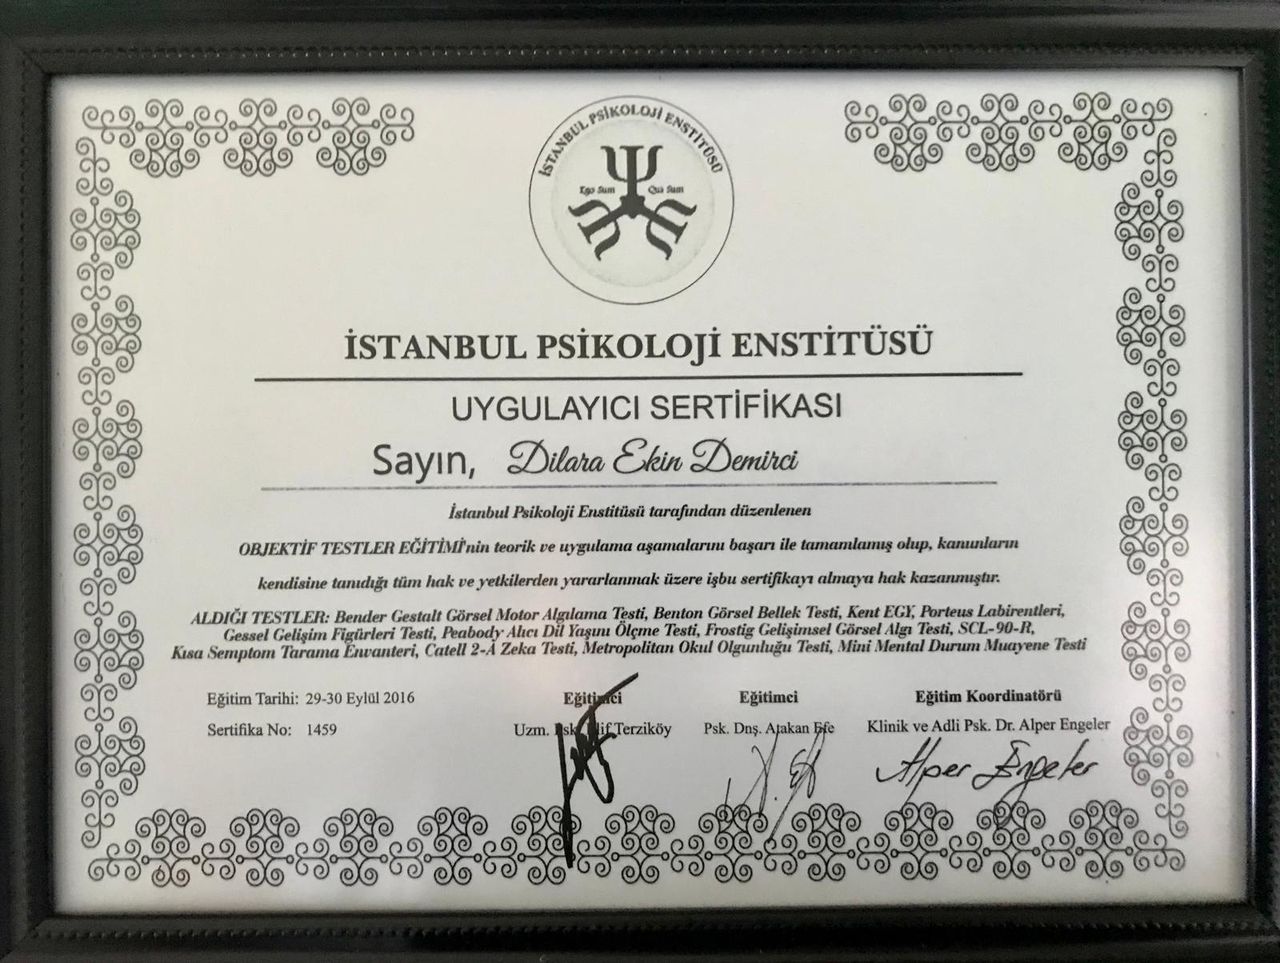 İSTANBUL PSİKOLOJİ ENSTİTÜSÜ
Ego Sum Qui Sum
İSTANBUL PSİKOLOJİ ENSTİTÜSÜ
UYGULAYICI SERTİFİKASI
Sayın, Dilara Ekin Demirci
İstanbul Psikoloji Enstitüsü tarafından düzenlenen
OBJEKTİF TESTLER EĞİTİMİ'nin teorik ve uygulama aşamalarını başarı ile tamamlamış olup, kanunların
kendisine tanıdığı tüm hak ve yetkilerden yararlanmak üzere işbu sertifikayı almaya hak kazanmıştır.
ALDIĞI TESTLER: Bender Gestalt Görsel Motor Algılama Testi, Benton Görsel Bellek Testi, Kent EGY, Porteus Labirentleri,
Gessel Gelişim Figürleri Testi, Peabody Alıcı Dil Yaşını Ölçme Testi, Frostig Gelişimsel Görsel Algı Testi, SCL-90-R,
Kısa Semptom Tarama Envanteri, Catell 2-A Zeka Testi, Metropolitan Okul Olgunluğu Testi, Mini Mental Durum Muayene Testi
Eğitim Tarihi: 29-30 Eylül 2016 Eğitimci Eğitimci Eğitim Koordinatörü
Sertifika No: 1459 Uzm. Psk. Elif Terziköy Psk. Dnş. Atakan Efe Klinik ve Adli Psk. Dr. Alper Engeler
A. Ef Alper Engeler